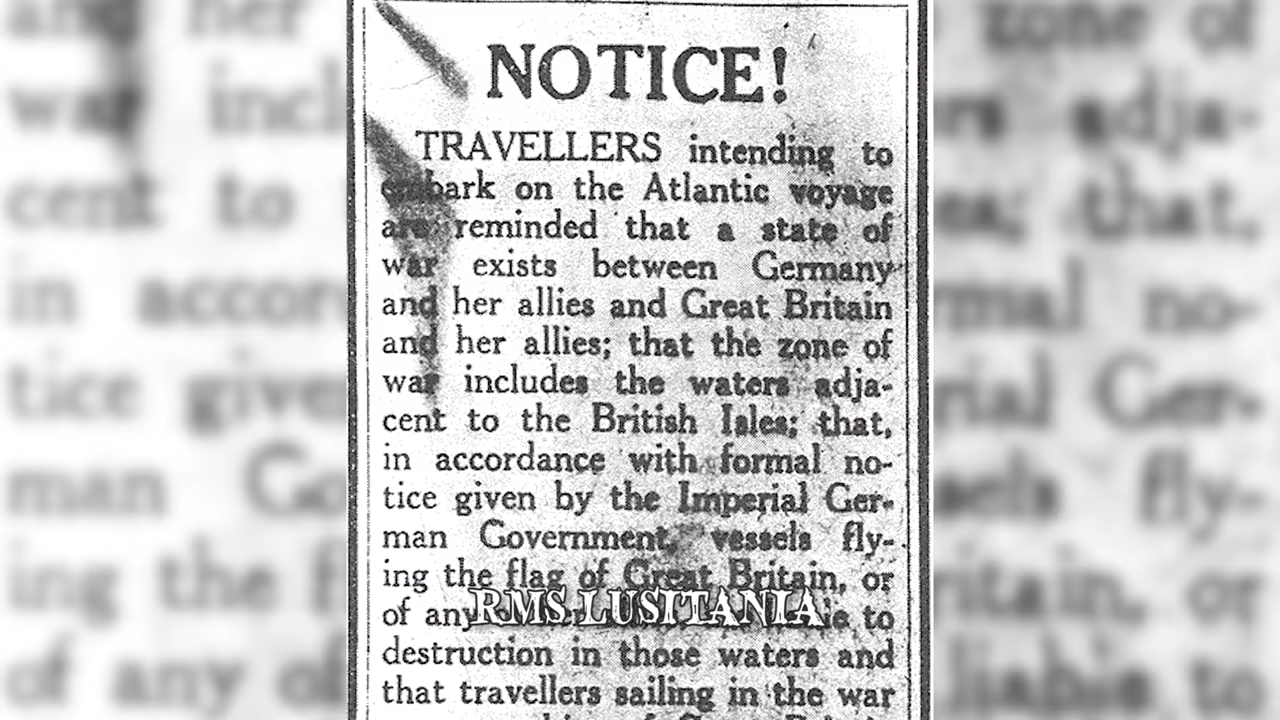 NOTICE!
TRAVELLERS intending to
embark on the Atlantic voyage
are reminded that a state of
war exists between Germany
and her allies and Great Britain
and her allies; that the zone of
war includes the waters adja-
cent to the British Isles; that,
in accordance with formal no-
tice given by the Imperial Ger-
man Government, vessels fly-
ing the flag of Great Britain, or
of any to
RMS LUSITANIA
destruction in those waters and
that travellers sailing in the war